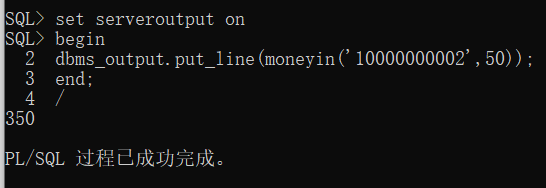 SQL> set serveroutput on
SQL> begin
  2  dbms_output.put_line(moneyin('10000000002',50));
  3  end;
  4  /
350
PL/SQL 过程已成功完成。